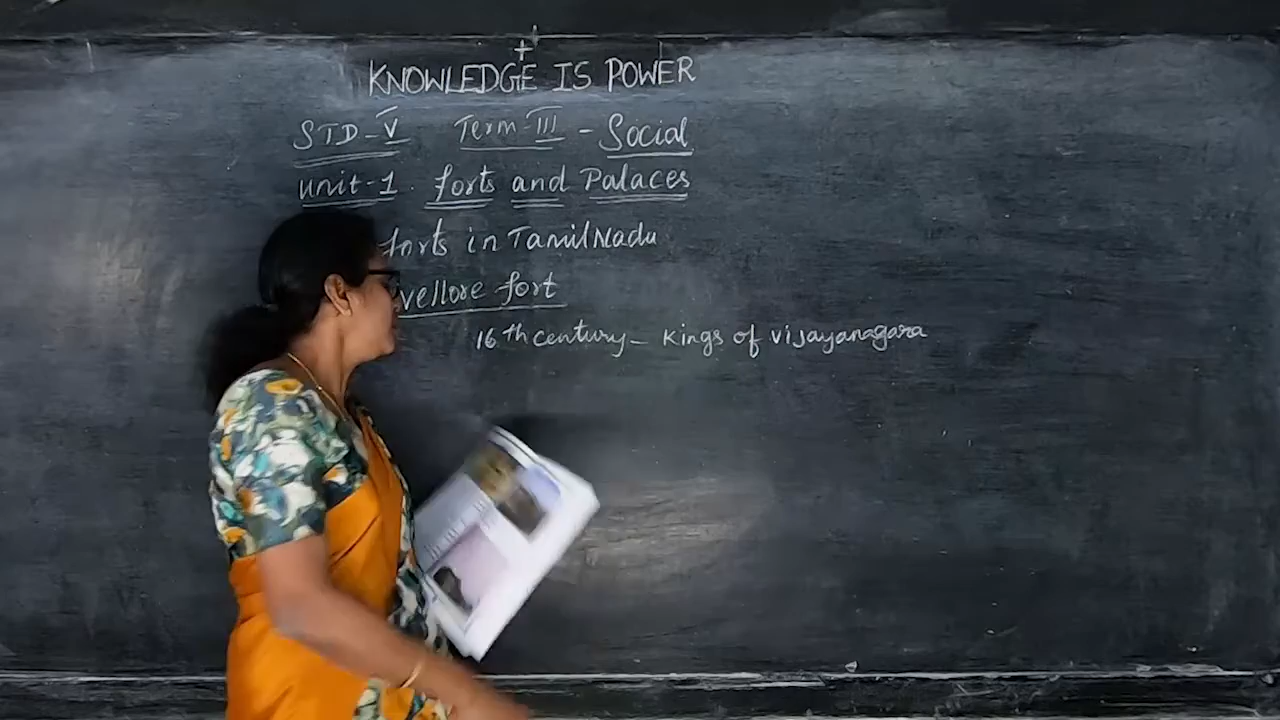 KNOWLEDGE IS POWER
STD-V Term-III - Social
unit-1. forts and Palaces
forts in TamilNadu
vellore fort
16th century - kings of vijayanagara